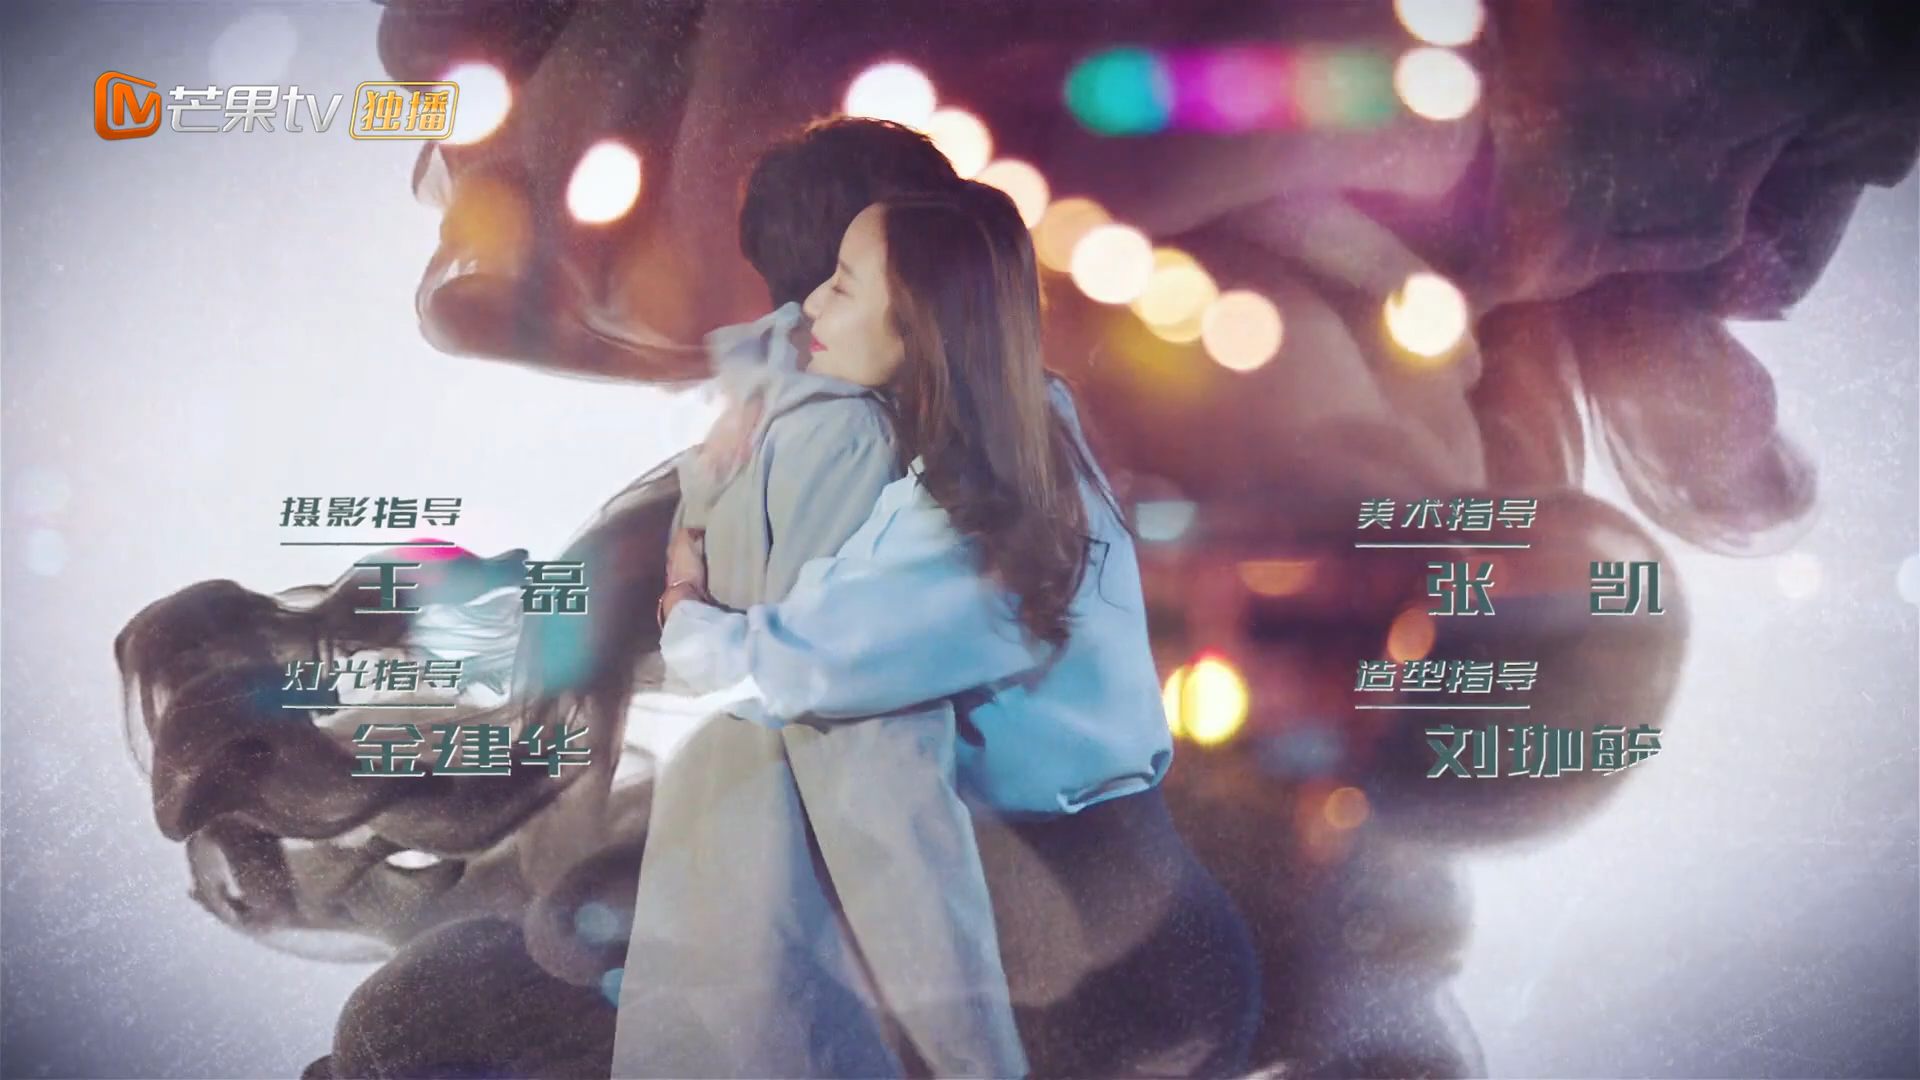 芒果tv 独播
摄影指导
王 磊
灯光指导
金建华
美术指导
张 凯
造型指导
刘珈毓